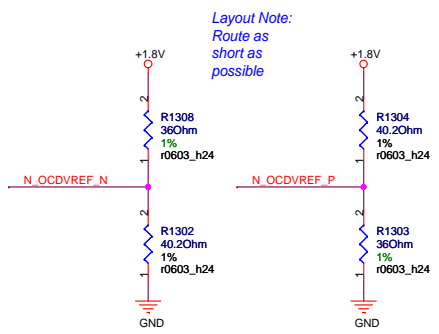 Layout Note:
Route as
short as
possible
+1.8V
+1.8V
2
R1308
36Ohm
1%
r0603_h24
1
2
R1304
40.2Ohm
1%
r0603_h24
1
N_OCDVREF_N
N_OCDVREF_P
2
R1302
40.2Ohm
1%
r0603_h24
1
2
R1303
36Ohm
1%
r0603_h24
1
GND
GND